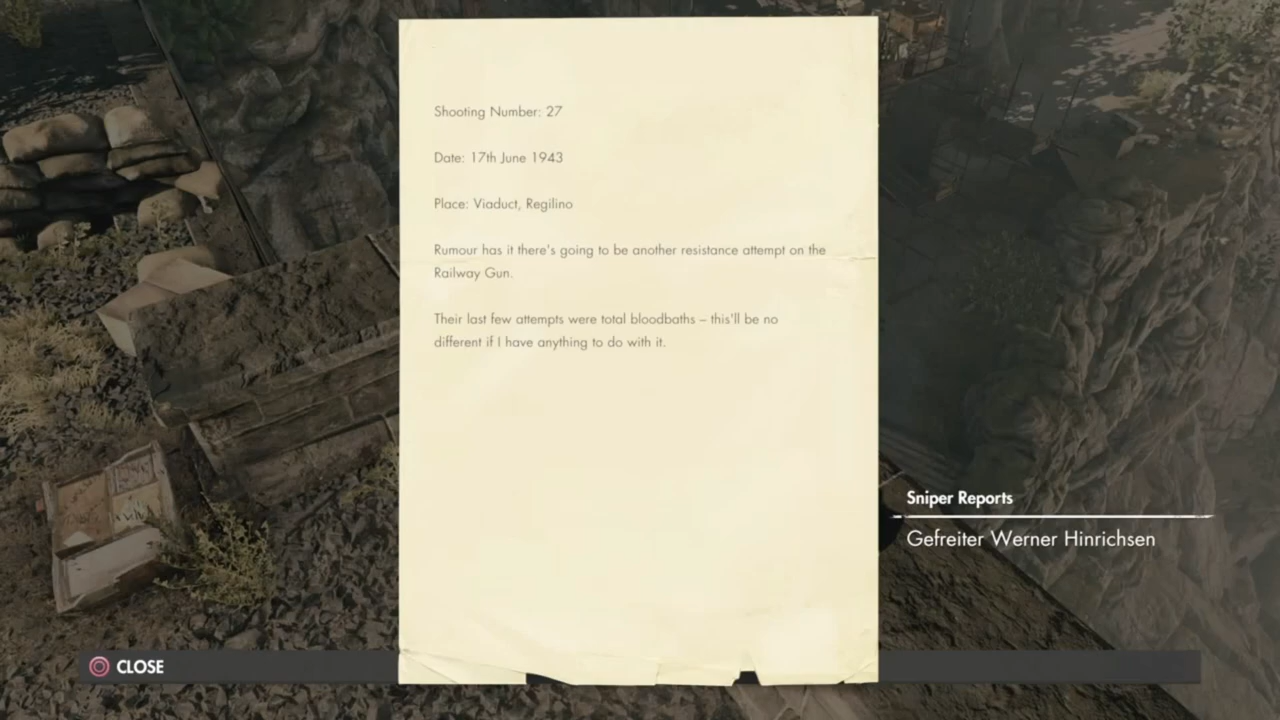 Shooting Number: 27
Date: 17th June 1943
Place: Viaduct, Regilino
Rumour has it there's going to be another resistance attempt on the
Railway Gun.
Their last few attempts were total bloodbaths – this'll be no
different if I have anything to do with it.
Sniper Reports
Gefreiter Werner Hinrichsen
CLOSE